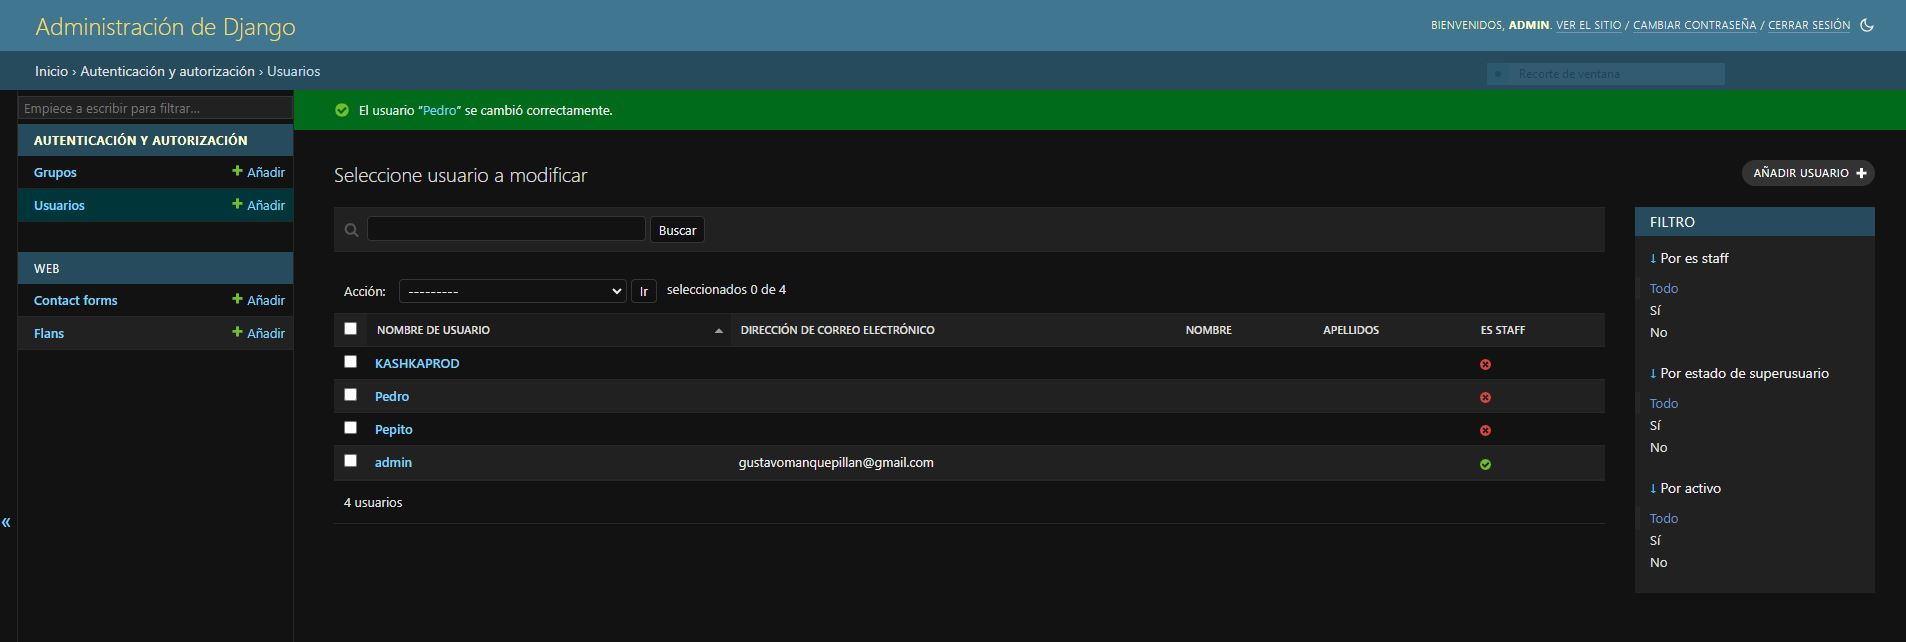 Administración de Django
BIENVENIDOS, ADMIN. VER EL SITIO / CAMBIAR CONTRASEÑA / CERRAR SESIÓN
Inicio › Autenticación y autorización › Usuarios
Recorte de ventana
Empiece a escribir para filtrar...
AUTENTICACIÓN Y AUTORIZACIÓN
Grupos + Añadir
Usuarios + Añadir
WEB
Contact forms + Añadir
Flans + Añadir
«
El usuario “Pedro” se cambió correctamente.
Seleccione usuario a modificar
AÑADIR USUARIO +
Buscar
Acción: --------- Ir seleccionados 0 de 4
NOMBRE DE USUARIO DIRECCIÓN DE CORREO ELECTRÓNICO NOMBRE APELLIDOS ES STAFF
KASHKAPROD
Pedro
Pepito
admin gustavomanquepillan@gmail.com
4 usuarios
FILTRO
↓ Por es staff
Todo
Sí
No
↓ Por estado de superusuario
Todo
Sí
No
↓ Por activo
Todo
Sí
No